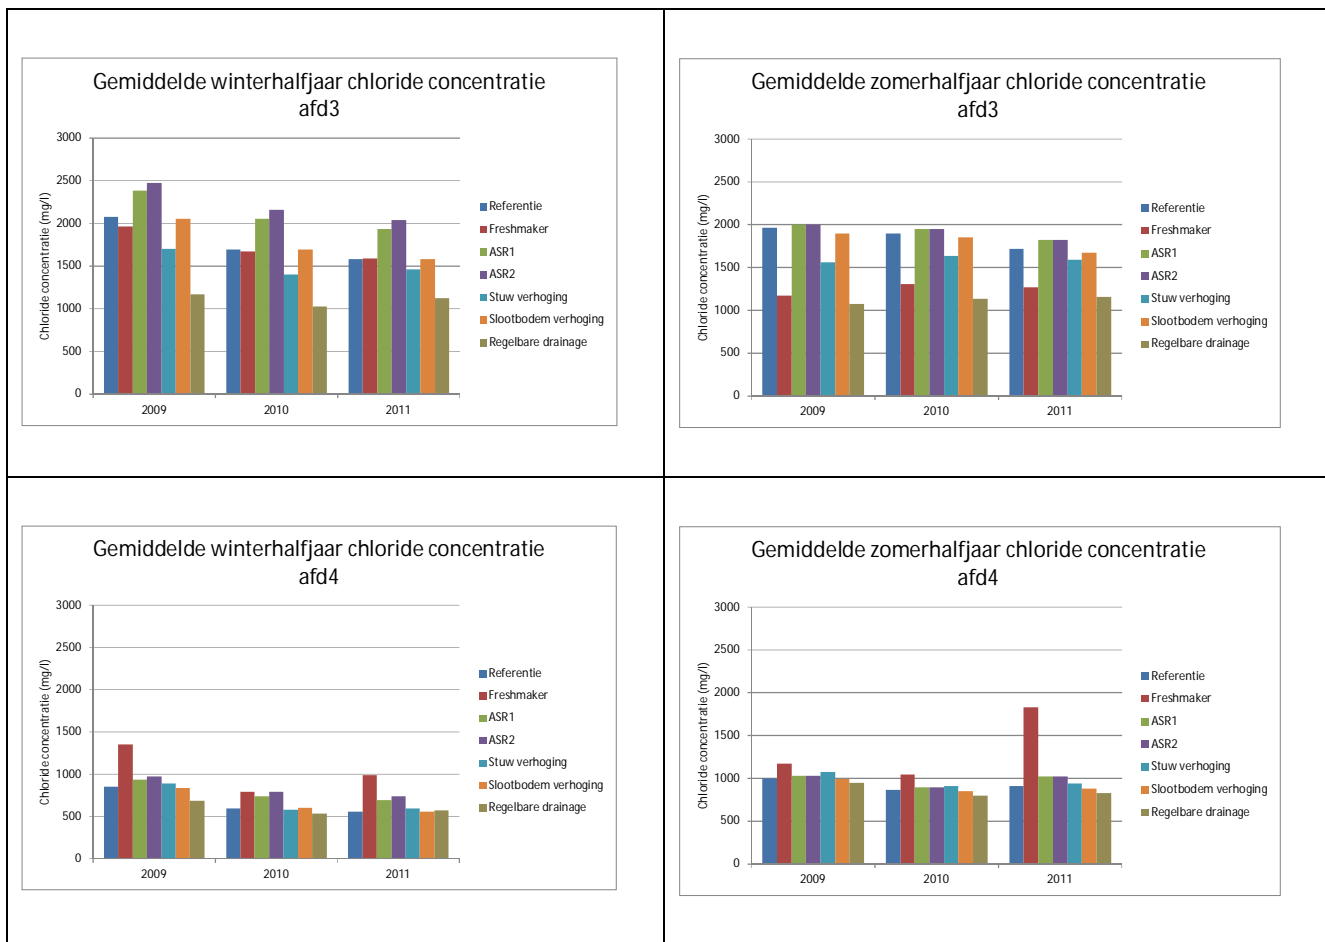 Gemiddelde winterhalfjaar chloride concentratie
afd3
Chloride concentratie (mg/l)
3000
2500
2000
1500
1000
500
0
2009
2010
2011
Referentie
Freshmaker
ASR1
ASR2
Stuw verhoging
Slootbodem verhoging
Regelbare drainage
Gemiddelde zomerhalfjaar chloride concentratie
afd3
Chloride concentratie (mg/l)
3000
2500
2000
1500
1000
500
0
2009
2010
2011
Referentie
Freshmaker
ASR1
ASR2
Stuw verhoging
Slootbodem verhoging
Regelbare drainage
Gemiddelde winterhalfjaar chloride concentratie
afd4
Chloride concentratie (mg/l)
3000
2500
2000
1500
1000
500
0
2009
2010
2011
Referentie
Freshmaker
ASR1
ASR2
Stuw verhoging
Slootbodem verhoging
Regelbare drainage
Gemiddelde zomerhalfjaar chloride concentratie
afd4
Chloride concentratie (mg/l)
3000
2500
2000
1500
1000
500
0
2009
2010
2011
Referentie
Freshmaker
ASR1
ASR2
Stuw verhoging
Slootbodem verhoging
Regelbare drainage